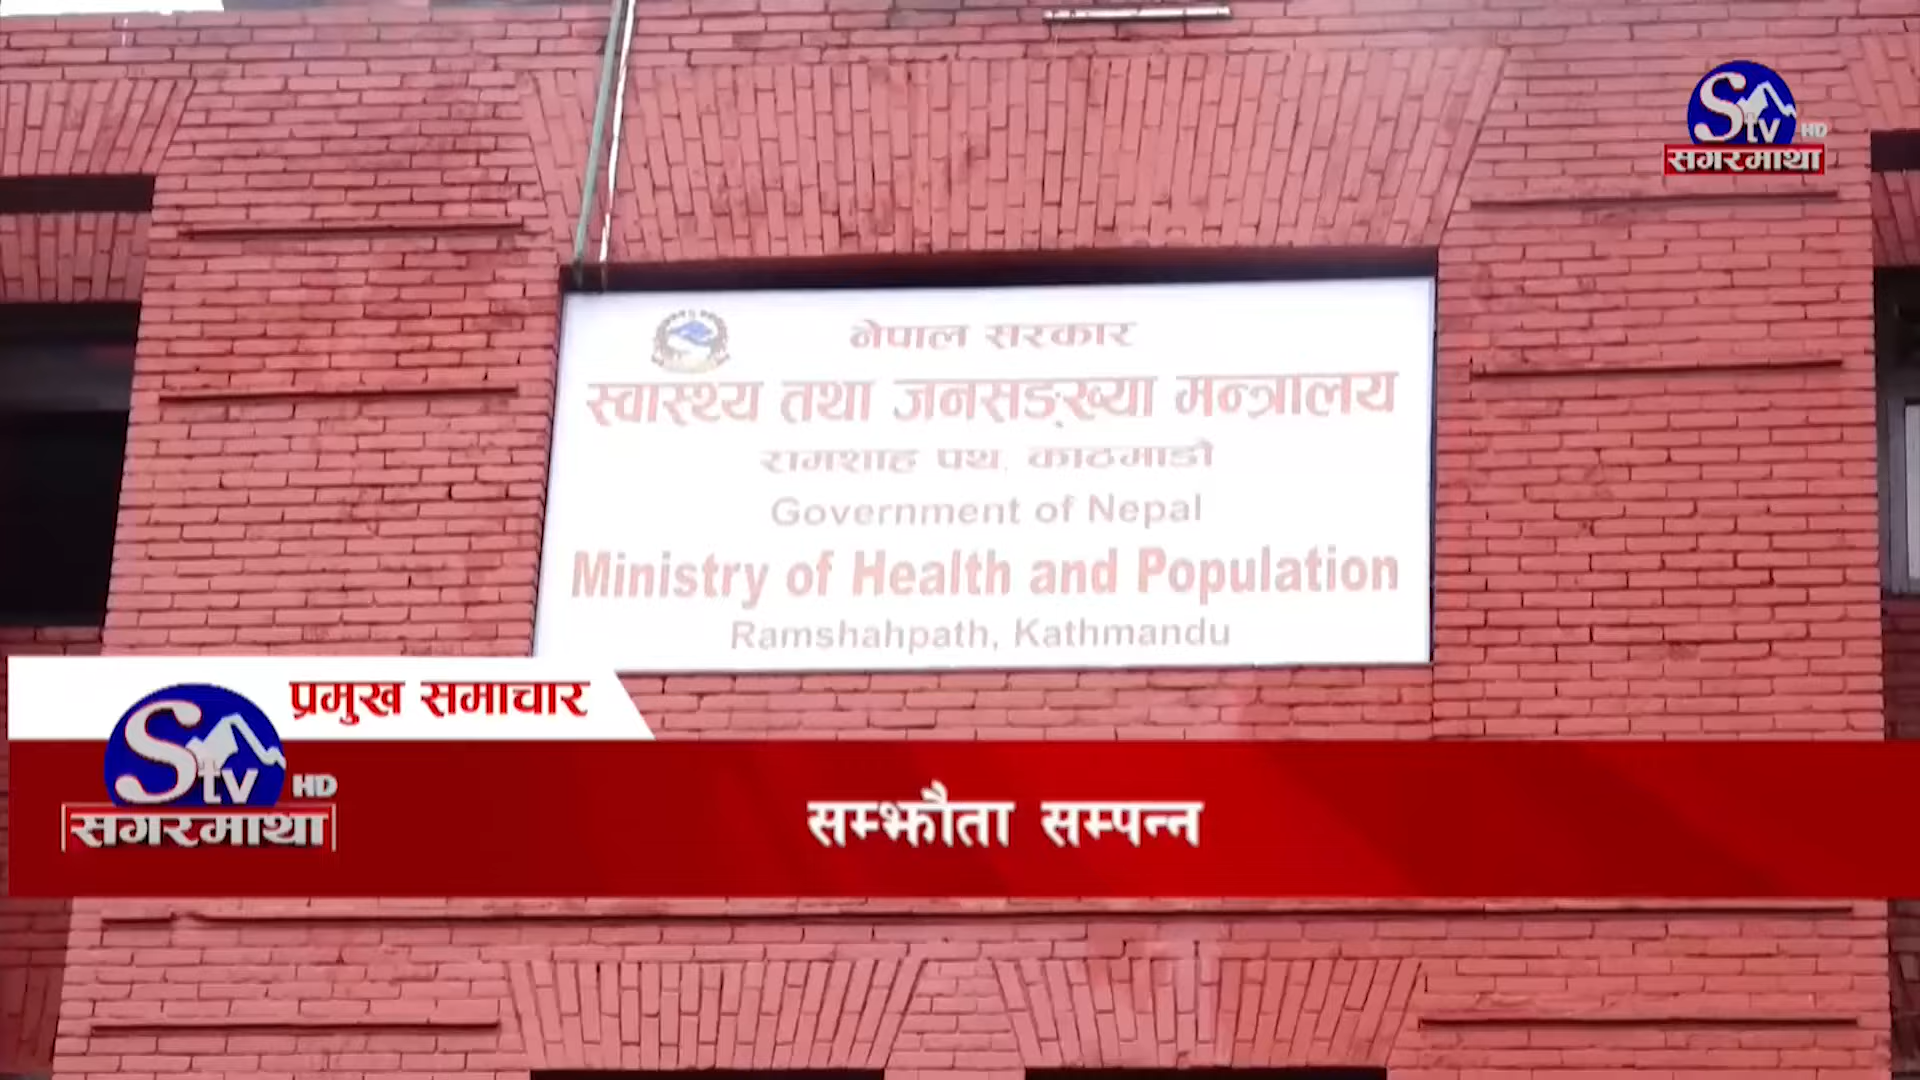 Stv HD
सगरमाथा
नेपाल सरकार
स्वास्थ्य तथा जनसङ्ख्या मन्त्रालय
रामशाह पथ, काठमाडौं
Government of Nepal
Ministry of Health and Population
Ramshahpath, Kathmandu
प्रमुख समाचार
Stv HD
सगरमाथा
सम्झौता सम्पन्न